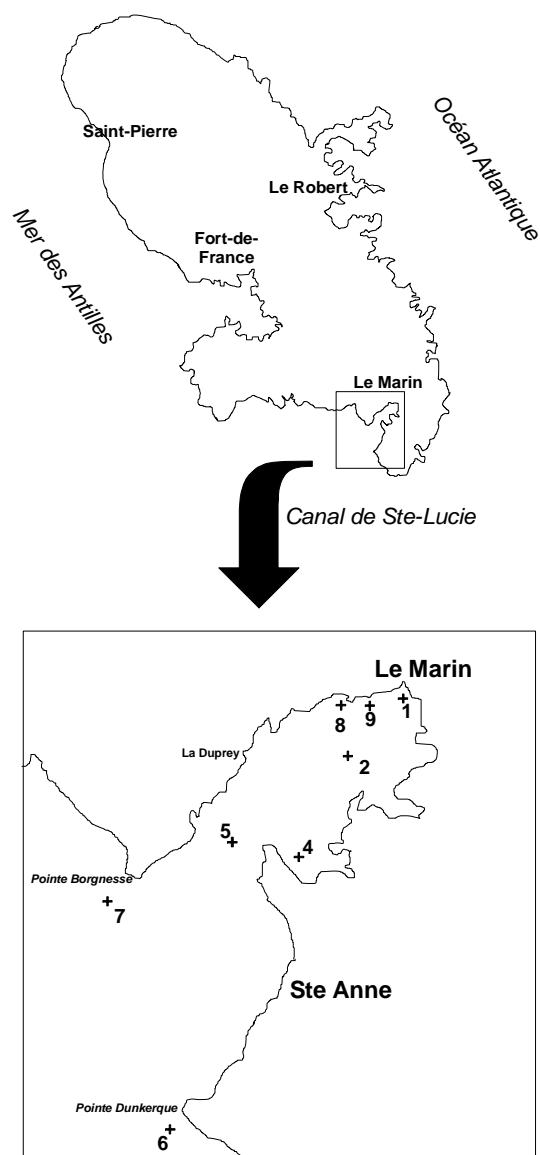 Saint-Pierre
Océan Atlantique
Le Robert
Mer des Antilles
Fort-de-
France
Le Marin
Canal de Ste-Lucie
Le Marin
8
9
1
La Duprey
2
5
4
Pointe Borgnesse
7
Ste Anne
Pointe Dunkerque
6